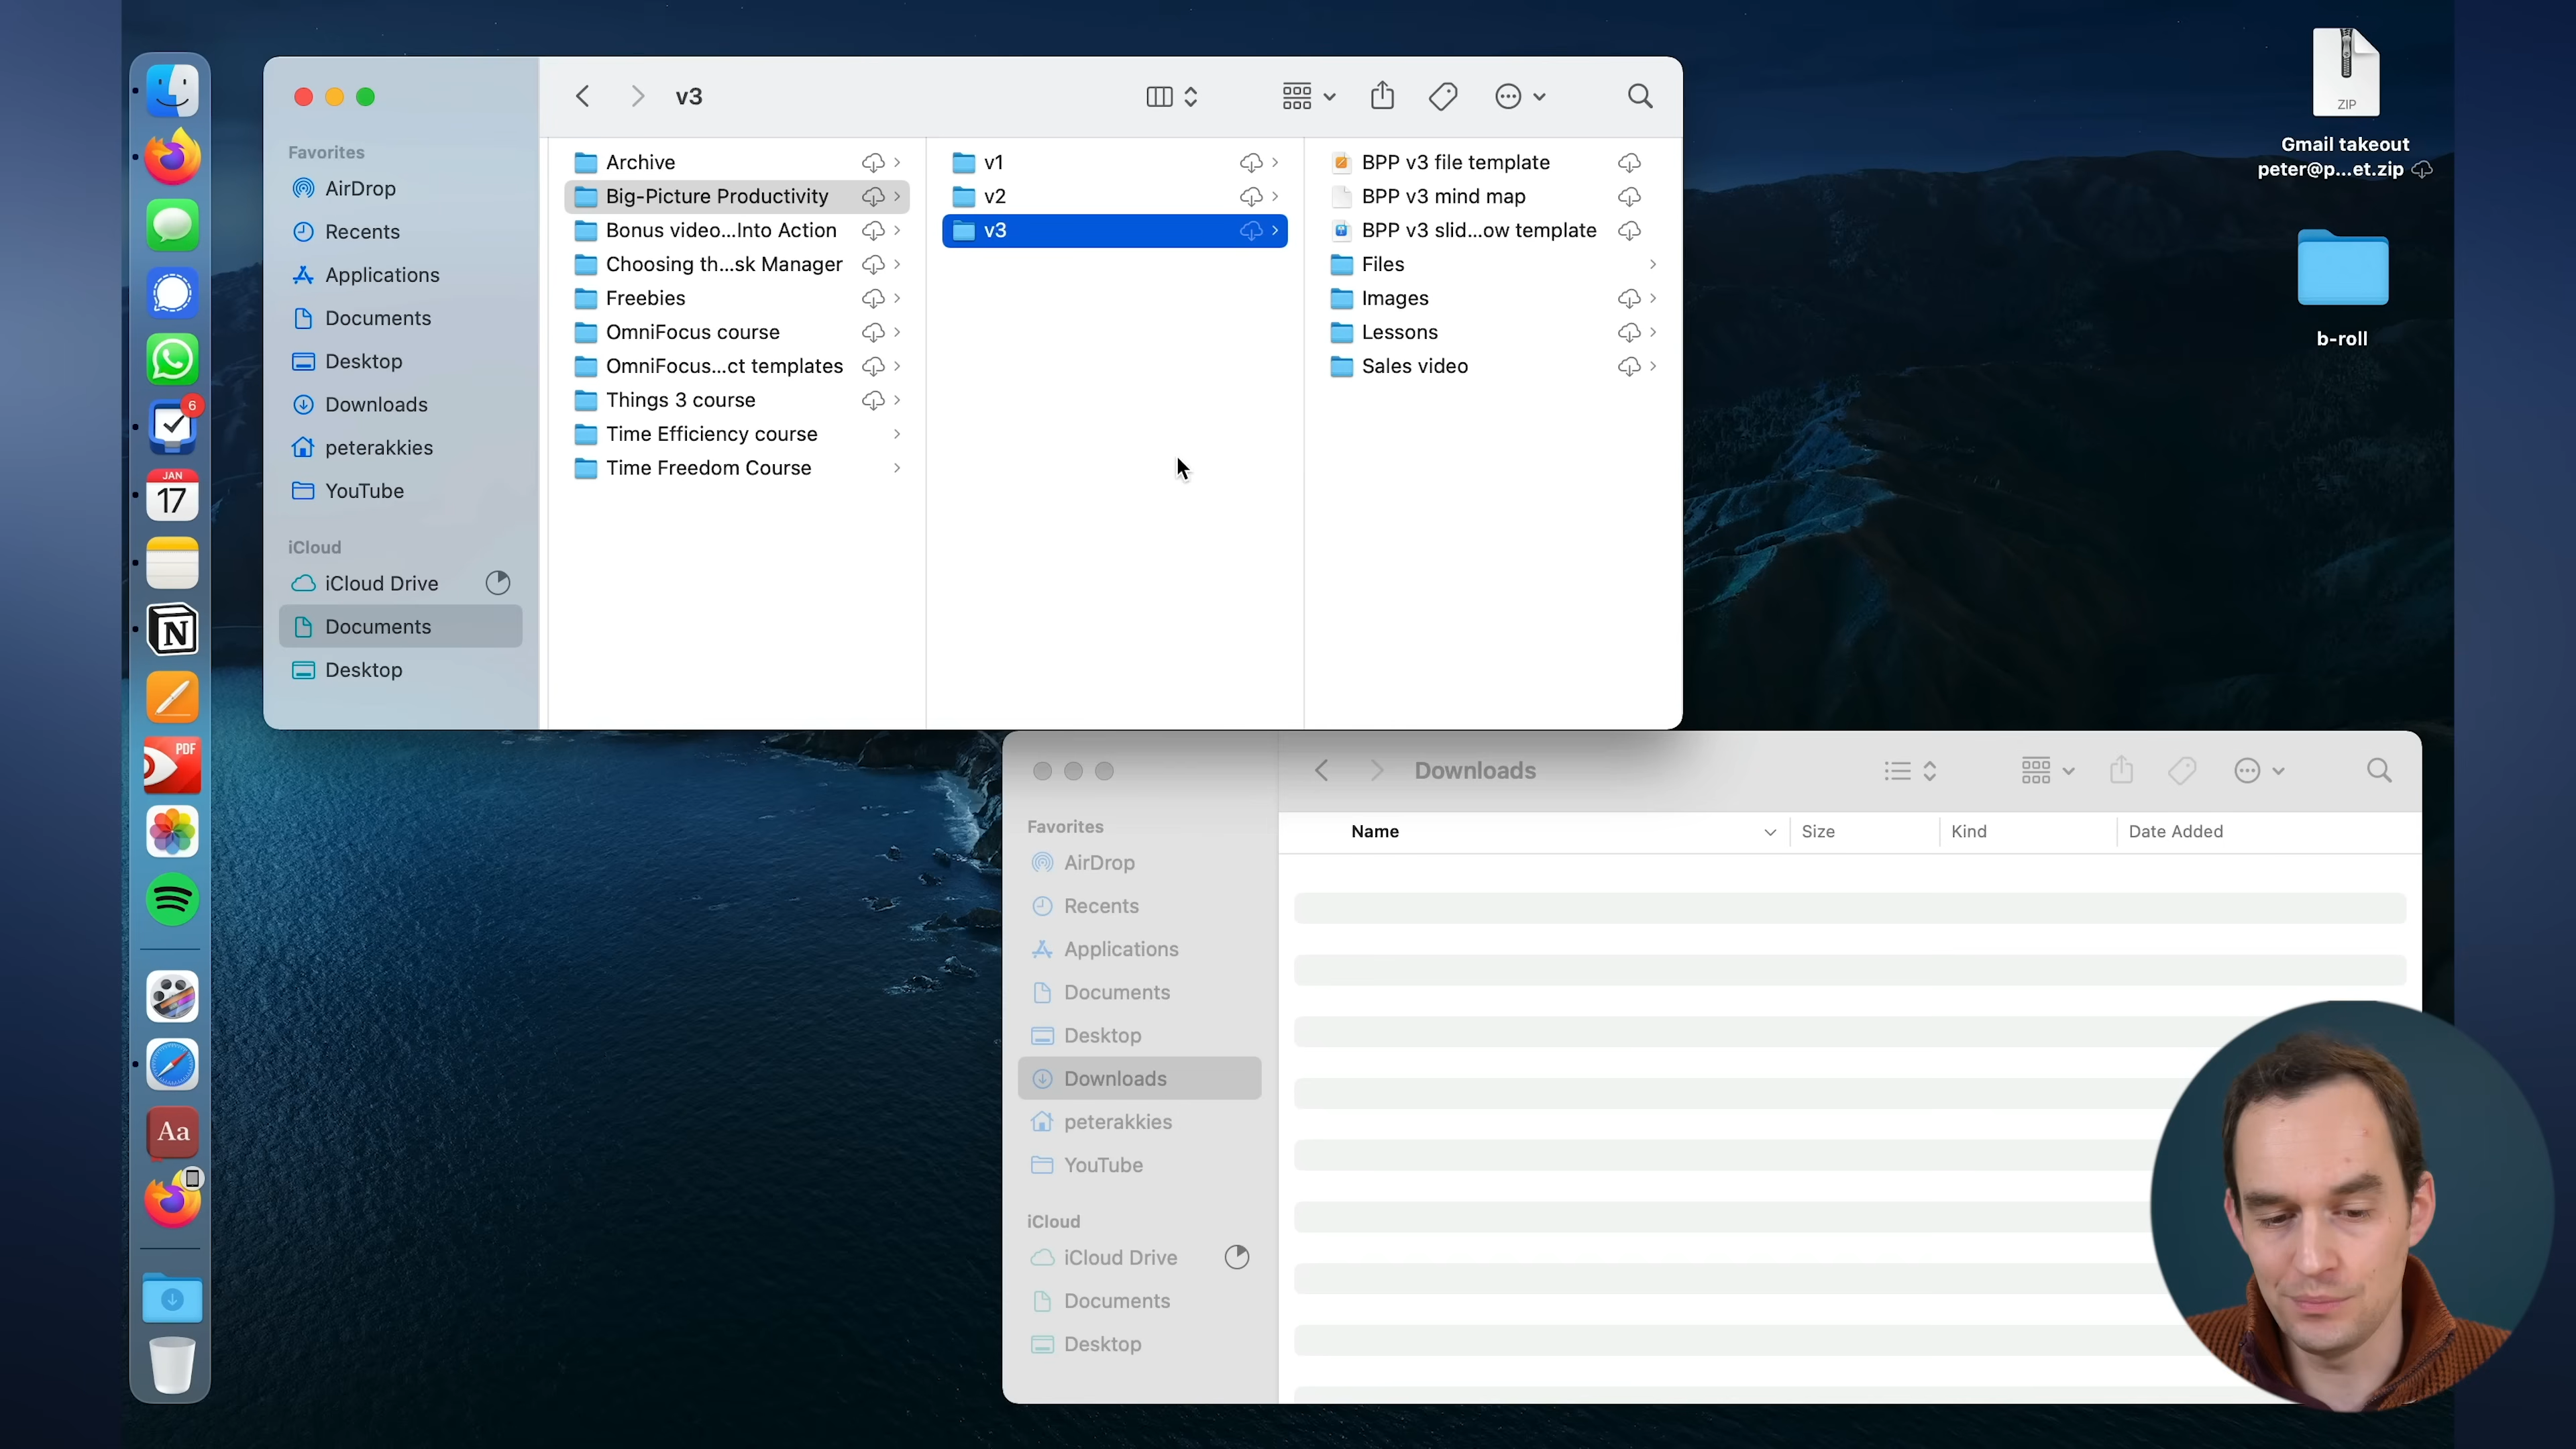 v3
Favorites
AirDrop
Recents
Applications
Documents
Desktop
Downloads
peterakkies
YouTube
iCloud
iCloud Drive
Documents
Desktop
Archive
Big-Picture Productivity
Bonus video...Into Action
Choosing th...sk Manager
Freebies
OmniFocus course
OmniFocus...ct templates
Things 3 course
Time Efficiency course
Time Freedom Course
v1
v2
v3
BPP v3 file template
BPP v3 mind map
BPP v3 slid...ow template
Files
Images
Lessons
Sales video
ZIP
Gmail takeout
peter@p...et.zip
b-roll
6
JAN
17
N
PDF
Aa
Downloads
Name
Size
Kind
Date Added
Favorites
AirDrop
Recents
Applications
Documents
Desktop
Downloads
peterakkies
YouTube
iCloud
iCloud Drive
Documents
Desktop